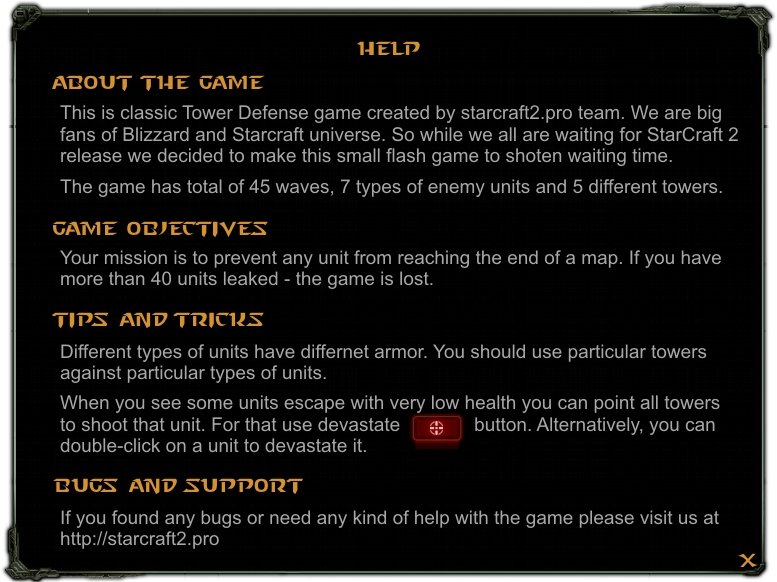 HELP
ABOUT THE GAME
This is classic Tower Defense game created by starcraft2.pro team. We are big
fans of Blizzard and Starcraft universe. So while we all are waiting for StarCraft 2
release we decided to make this small flash game to shoten waiting time.
The game has total of 45 waves, 7 types of enemy units and 5 different towers.
GAME OBJECTIVES
Your mission is to prevent any unit from reaching the end of a map. If you have
more than 40 units leaked - the game is lost.
TIPS AND TRICKS
Different types of units have differnet armor. You should use particular towers
against particular types of units.
When you see some units escape with very low health you can point all towers
to shoot that unit. For that use devastate button. Alternatively, you can
double-click on a unit to devastate it.
BUGS AND SUPPORT
If you found any bugs or need any kind of help with the game please visit us at
http://starcraft2.pro
X